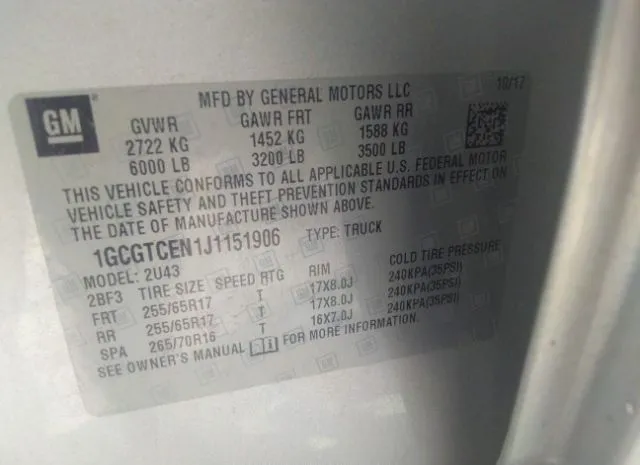 GM
MFD BY GENERAL MOTORS LLC 10/17
GVWR GAWR FRT GAWR RR
2722 KG 1452 KG 1588 KG
6000 LB 3200 LB 3500 LB
THIS VEHICLE CONFORMS TO ALL APPLICABLE U.S. FEDERAL MOTOR
VEHICLE SAFETY AND THEFT PREVENTION STANDARDS IN EFFECT ON
THE DATE OF MANUFACTURE SHOWN ABOVE.
1GCGTCEN1J1151906 TYPE: TRUCK
MODEL: 2U43
2BF3 TIRE SIZE SPEED RTG RIM COLD TIRE PRESSURE
FRT 255/65R17 T 17X8.0J 240KPA(35PSI)
RR 255/65R17 T 17X8.0J 240KPA(35PSI)
SPA 265/70R16 T 16X7.0J 240KPA(35PSI)
SEE OWNER'S MANUAL FOR MORE INFORMATION.